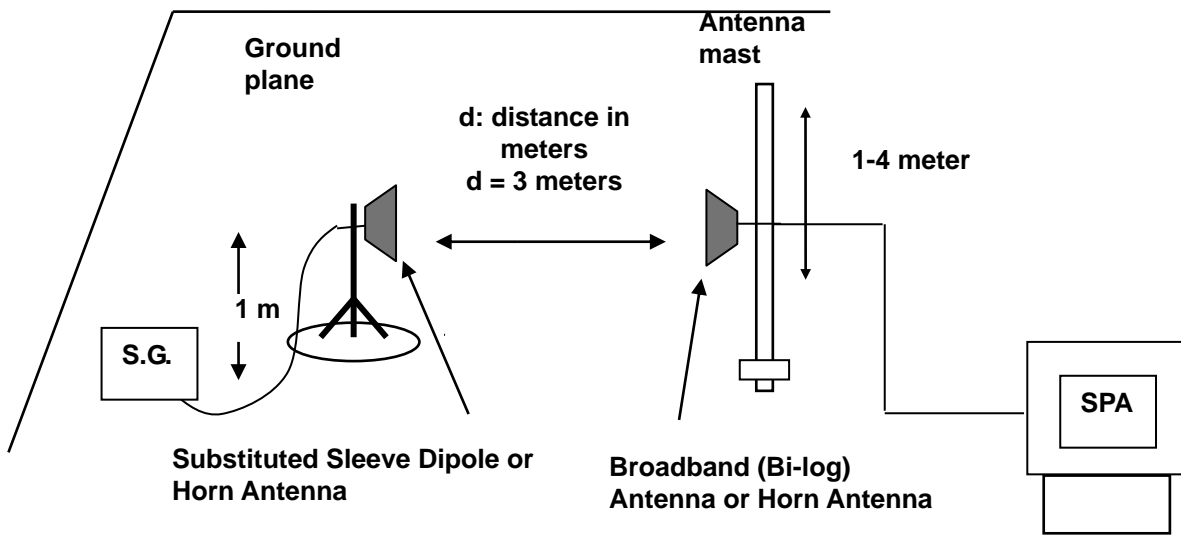 Ground
plane
Antenna
mast
d: distance in
meters
d = 3 meters
1-4 meter
1 m
S.G.
SPA
Substituted Sleeve Dipole or
Horn Antenna
Broadband (Bi-log)
Antenna or Horn Antenna